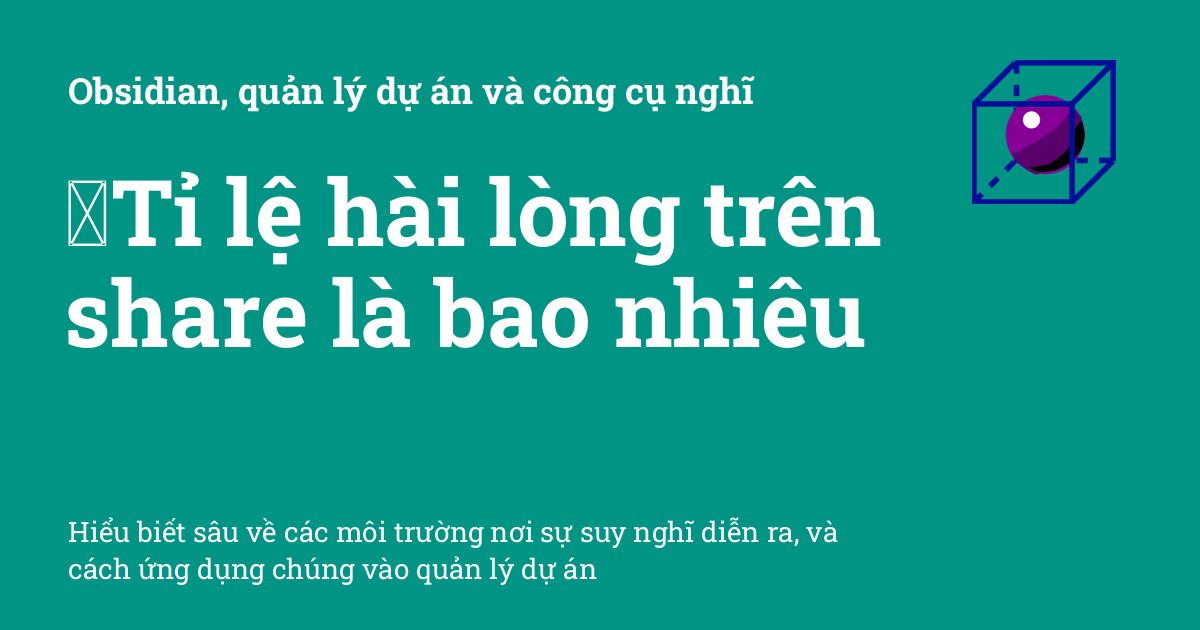 Obsidian, quản lý dự án và công cụ nghĩ
Tỉ lệ hài lòng trên
share là bao nhiêu
Hiểu biết sâu về các môi trường nơi sự suy nghĩ diễn ra, và
cách ứng dụng chúng vào quản lý dự án